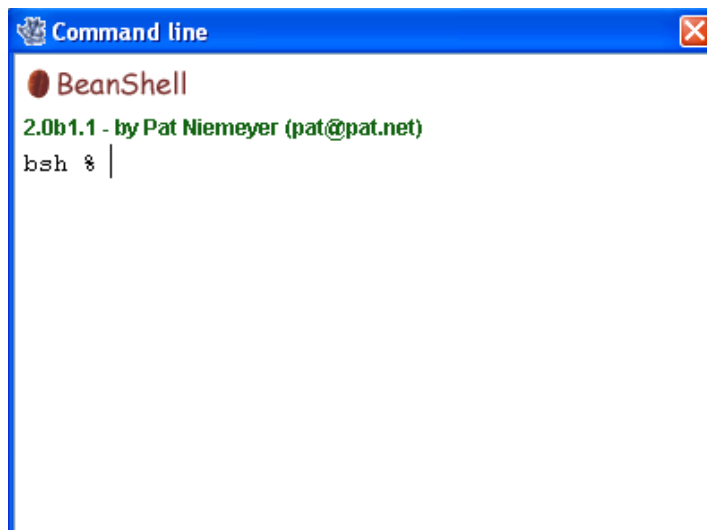 Command line
BeanShell
2.0b1.1 - by Pat Niemeyer (pat@pat.net)
bsh %